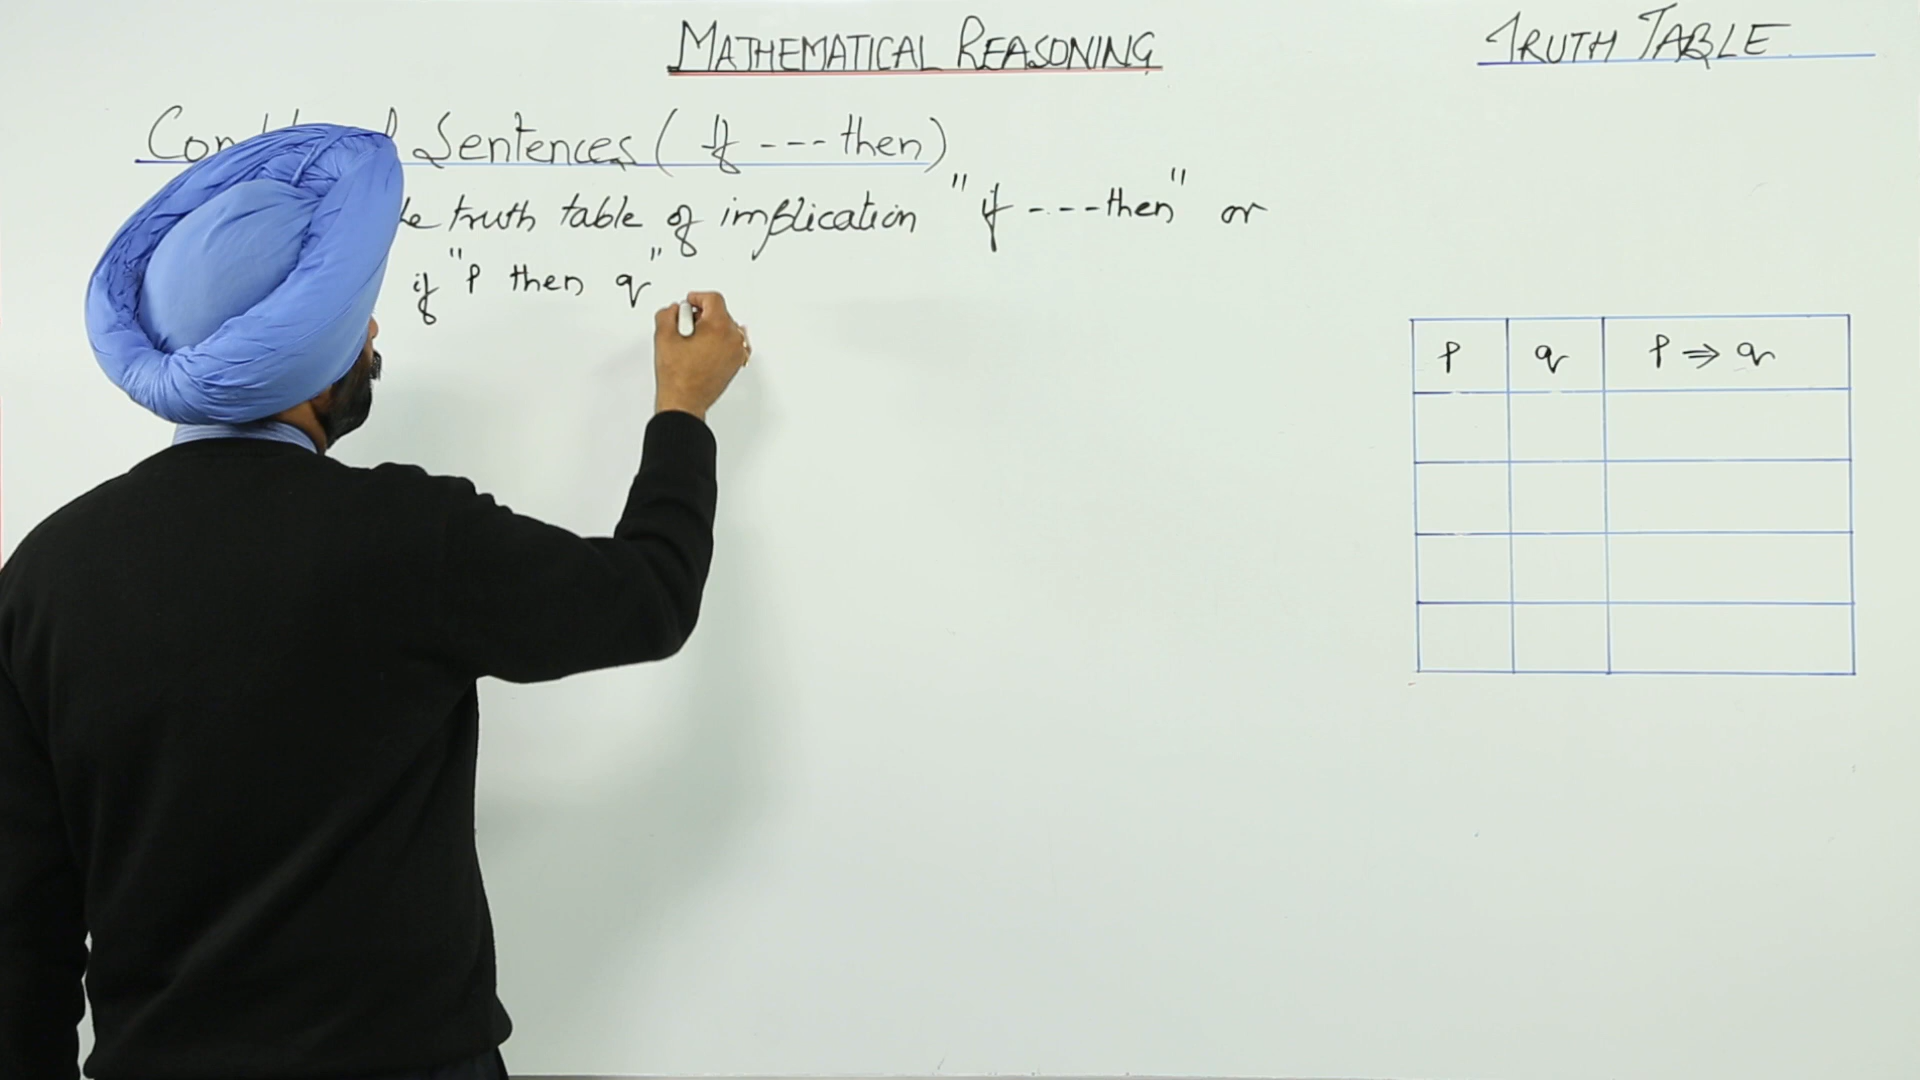 MATHEMATICAL REASONING
TRUTH TABLE
Sentences ( If --- then )
truth table of implication "if ---- then" or
if "p then q"
p q p ⇒ q